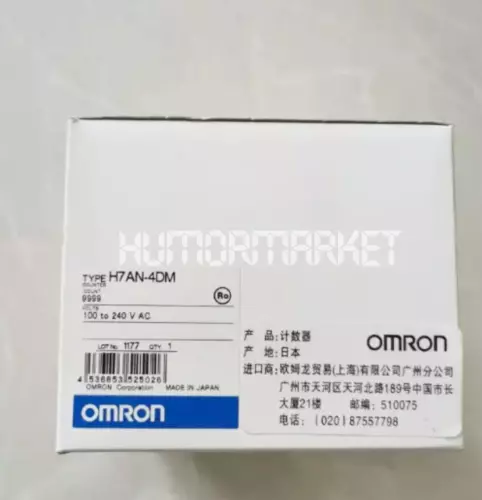 HUMORMARKET
TYPE H7AN-4DM
COUNTER
COUNT
9999
VOLTS
100 to 240 V AC
Ro
LOT No. 1177 QTY. 1
4 536853 525026
OMRON Corporation MADE IN JAPAN
OMRON
产 品: 计数器 OMRON
产 地: 日本
进口商: 欧姆龙贸易(上海)有限公司广州分公司
广州市天河区天河北路189号中国市长
大厦21楼 邮编: 510075
电话: (020)87557798